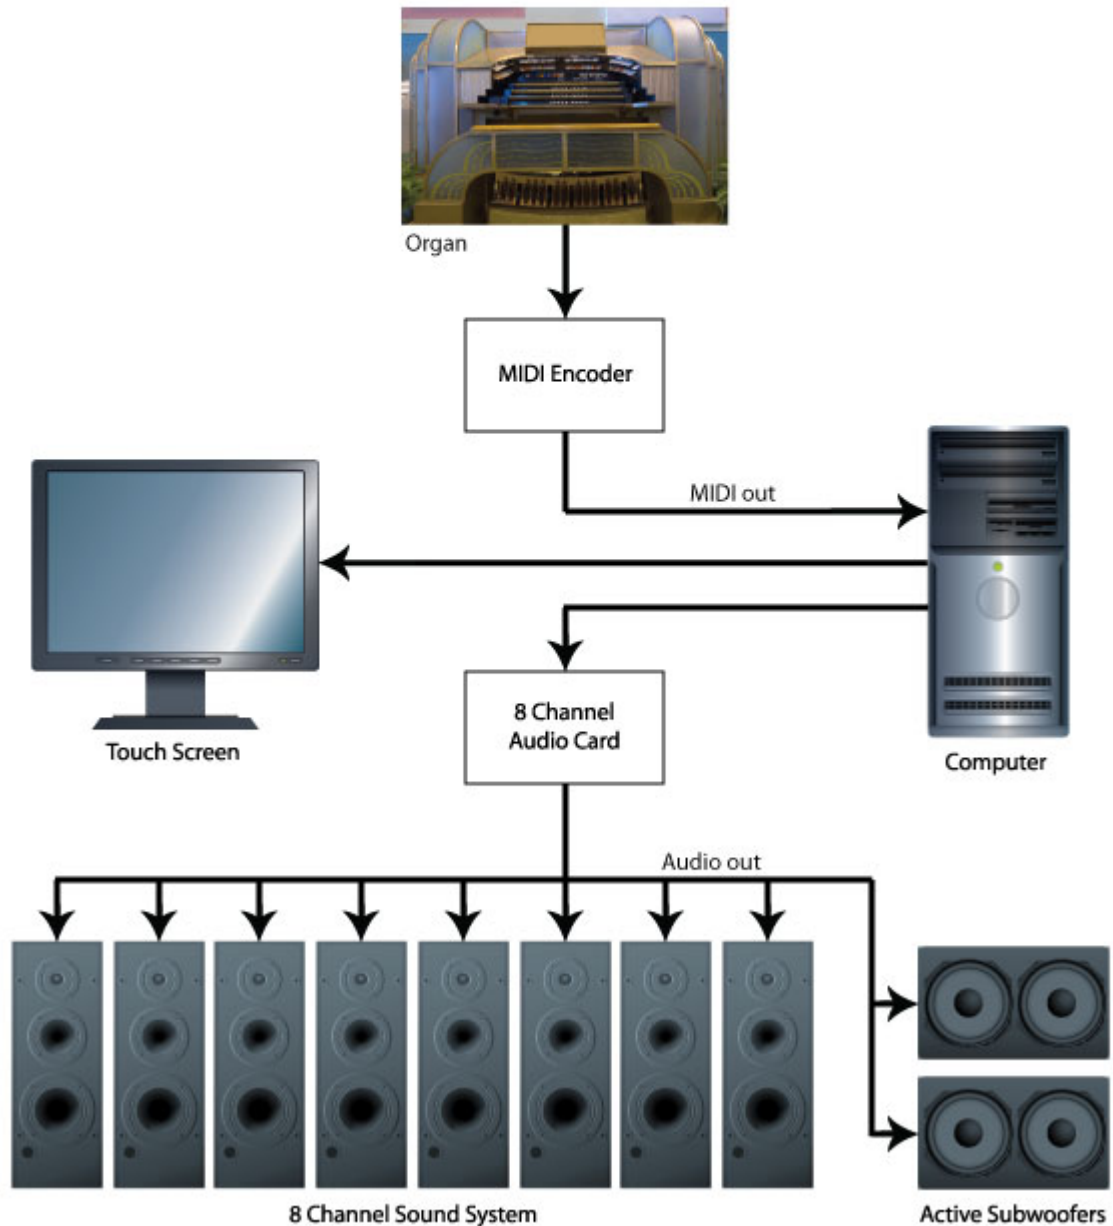 Organ
MIDI Encoder
MIDI out
Touch Screen
8 Channel
Audio Card
Computer
Audio out
8 Channel Sound System
Active Subwoofers